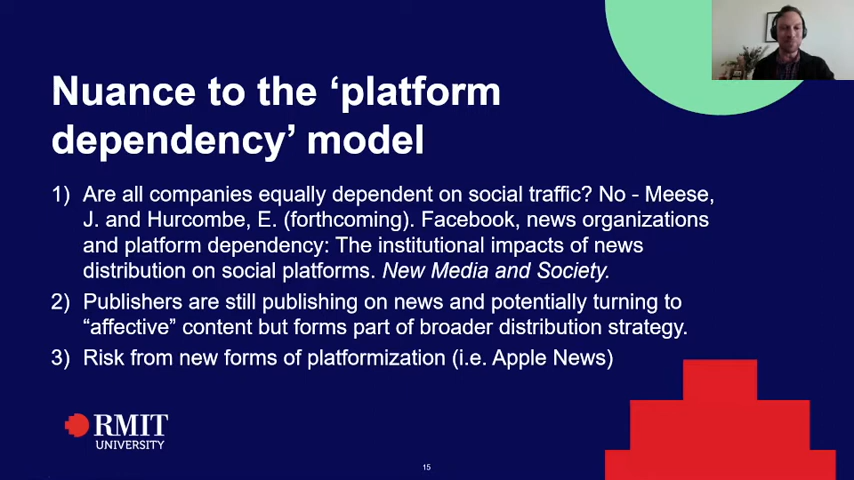 Nuance to the ‘platform
dependency’ model
1) Are all companies equally dependent on social traffic? No - Meese,
J. and Hurcombe, E. (forthcoming). Facebook, news organizations
and platform dependency: The institutional impacts of news
distribution on social platforms. New Media and Society.
2) Publishers are still publishing on news and potentially turning to
“affective” content but forms part of broader distribution strategy.
3) Risk from new forms of platformization (i.e. Apple News)
RMIT
UNIVERSITY
15